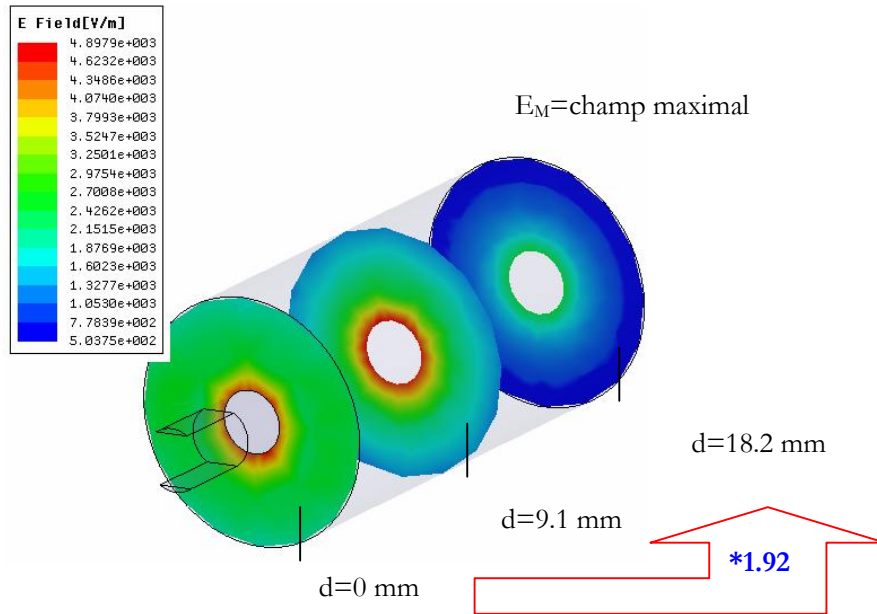 E Field[V/m]
4.8979e+003
4.6232e+003
4.3486e+003
4.0740e+003
3.7993e+003
3.5247e+003
3.2501e+003
2.9754e+003
2.7008e+003
2.4262e+003
2.1515e+003
1.8769e+003
1.6023e+003
1.3277e+003
1.0530e+003
7.7839e+002
5.0375e+002
E_M=champ maximal
d=18.2 mm
d=9.1 mm
*1.92
d=0 mm